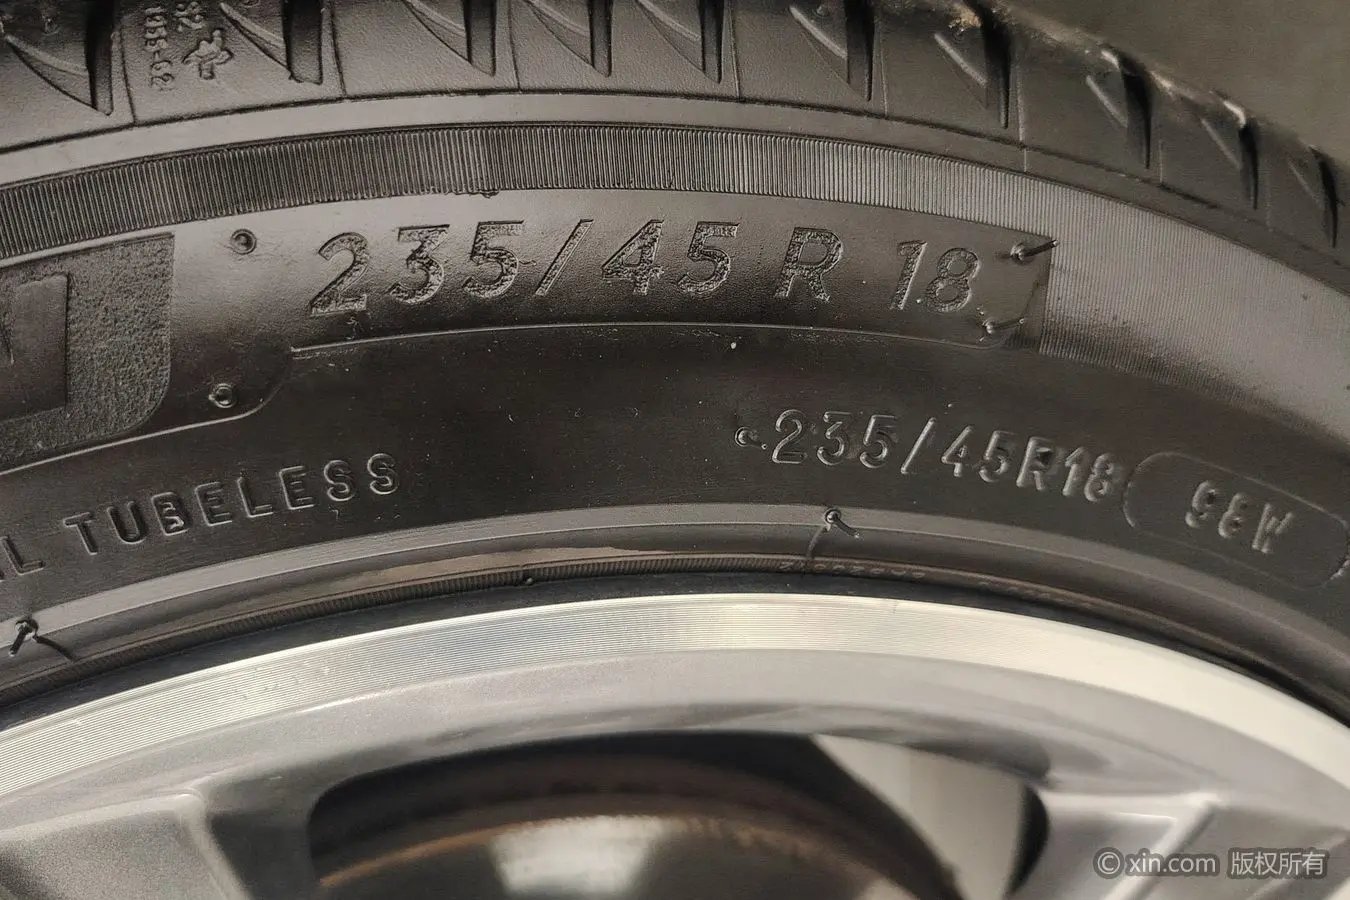 235/45 R 18
235/45R18 98W
TUBELESS
© xin.com 版权所有